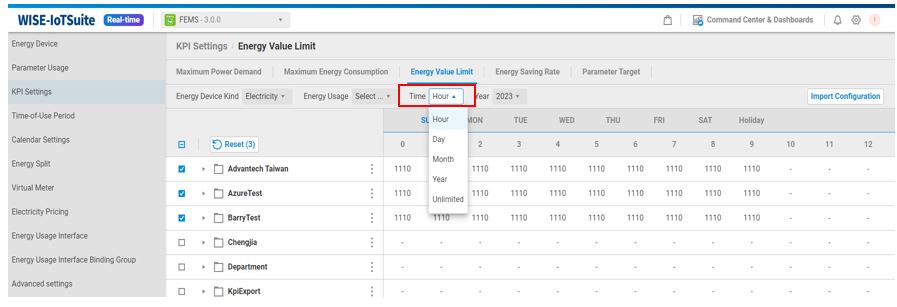 WISE-IoTSuite Real-time FEMS - 3.0.0 Command Center & Dashboards
Energy Device
Parameter Usage
KPI Settings
Time-of-Use Period
Calendar Settings
Energy Split
Virtual Meter
Electricity Pricing
Energy Usage Interface
Energy Usage Interface Binding Group
Advanced settings
KPI Settings / Energy Value Limit
Maximum Power Demand Maximum Energy Consumption Energy Value Limit Energy Saving Rate Parameter Target
Energy Device Kind Electricity Energy Usage Select ... Time Hour Year 2023 Import Configuration
Hour
Day
Month
Year
Unlimited
SU MON TUE WED THU FRI SAT Holiday
Reset (3) 0 2 3 4 5 6 7 8 9 10 11 12
Advantech Taiwan 1110 1110 1110 1110 1110 1110 1110 1110 1110 - - -
AzureTest 1110 1110 1110 1110 1110 1110 1110 1110 1110 - - -
BarryTest 1110 1110 1110 1110 1110 1110 1110 1110 1110 1110 - - -
Chengjia - - - - - - - - - - - - -
Department - - - - - - - - - - - - -
KpiExport - - - - - - - - - - - - -